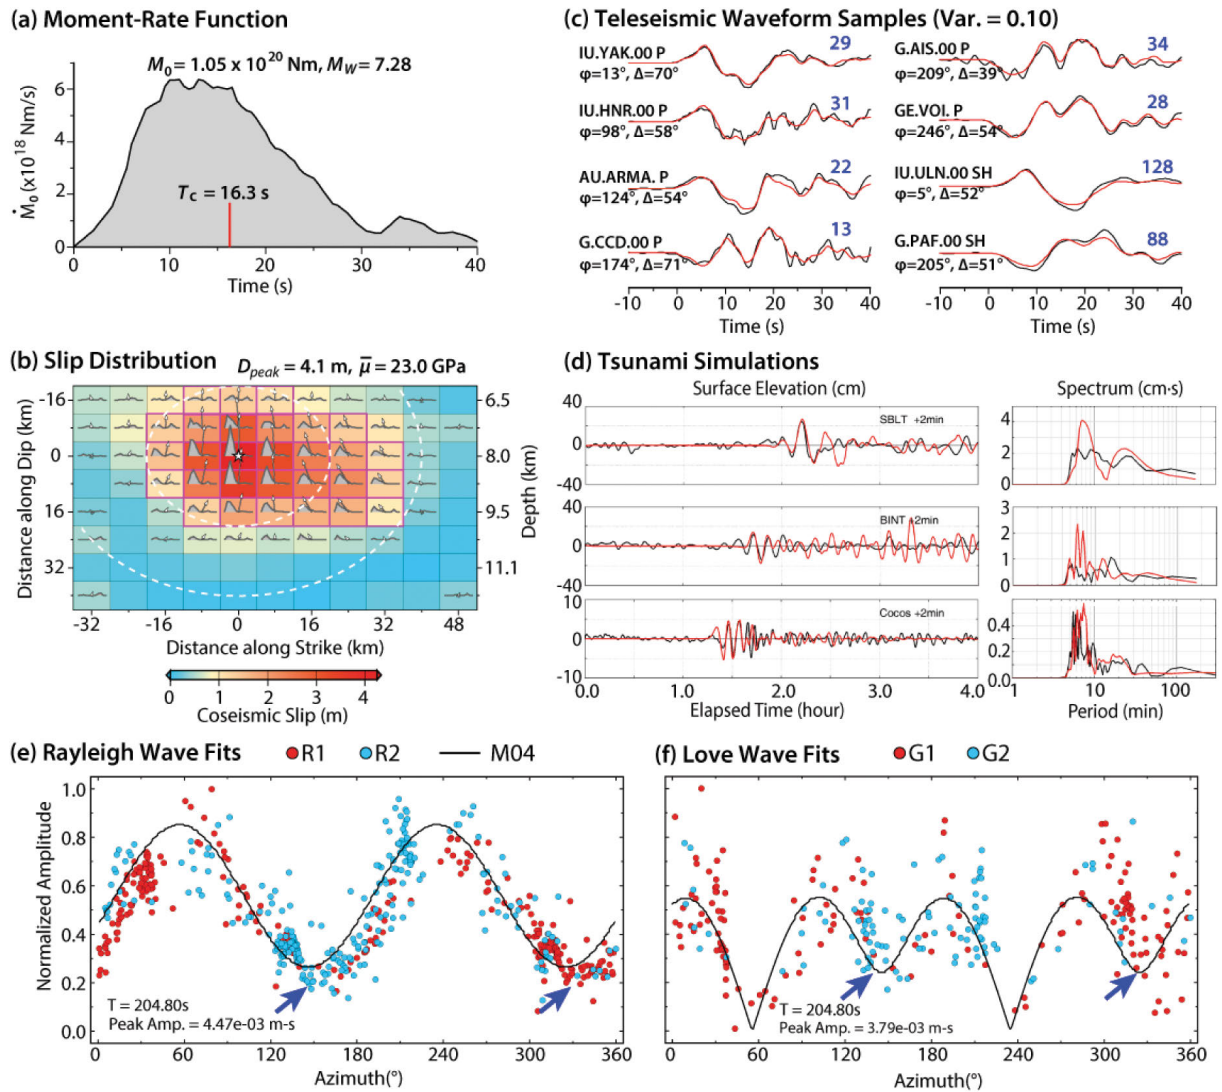 (a) Moment-Rate Function
M₀ = 1.05 x 10²⁰ Nm, M_W = 7.28
T_C = 16.3 s
Ṁ₀ (x10¹⁸ Nm/s)
6
4
2
0
0 10 20 30 40
Time (s)
(c) Teleseismic Waveform Samples (Var. = 0.10)
IU.YAK.00 P 29
φ=13°, Δ=70°
IU.HNR.00 P 31
φ=98°, Δ=58°
AU.ARMA. P 22
φ=124°, Δ=54°
G.CCD.00 P 13
φ=174°, Δ=71°
-10 0 10 20 30 40
Time (s)
G.AIS.00 P 34
φ=209°, Δ=39°
GE.VOI. P 28
φ=246°, Δ=54°
IU.ULN.00 SH 128
φ=5°, Δ=52°
G.PAF.00 SH 88
φ=205°, Δ=51°
-10 0 10 20 30 40
Time (s)
(b) Slip Distribution
D_peak = 4.1 m, μ̅ = 23.0 GPa
Distance along Dip (km)
-16
0
16
32
6.5
8.0
9.5
11.1
Depth (km)
-32 -16 0 16 32 48
Distance along Strike (km)
0 1 2 3 4
Coseismic Slip (m)
(d) Tsunami Simulations
Surface Elevation (cm)
Spectrum (cm·s)
40
0
-40
SBLT +2min
4
2
0
40
0
-40
BINT +2min
3
2
1
0
10
0
-10
Cocos +2min
0.4
0.2
0.0
0.0 1.0 2.0 3.0 4.0
Elapsed Time (hour)
1 10 100
Period (min)
(e) Rayleigh Wave Fits
R1 R2 M04
Normalized Amplitude
1.0
0.8
0.6
0.4
0.2
0.0
T = 204.80s
Peak Amp. = 4.47e-03 m-s
0 60 120 180 240 300 360
Azimuth(°)
(f) Love Wave Fits
G1 G2
T = 204.80s
Peak Amp. = 3.79e-03 m-s
0 60 120 180 240 300 360
Azimuth(°)